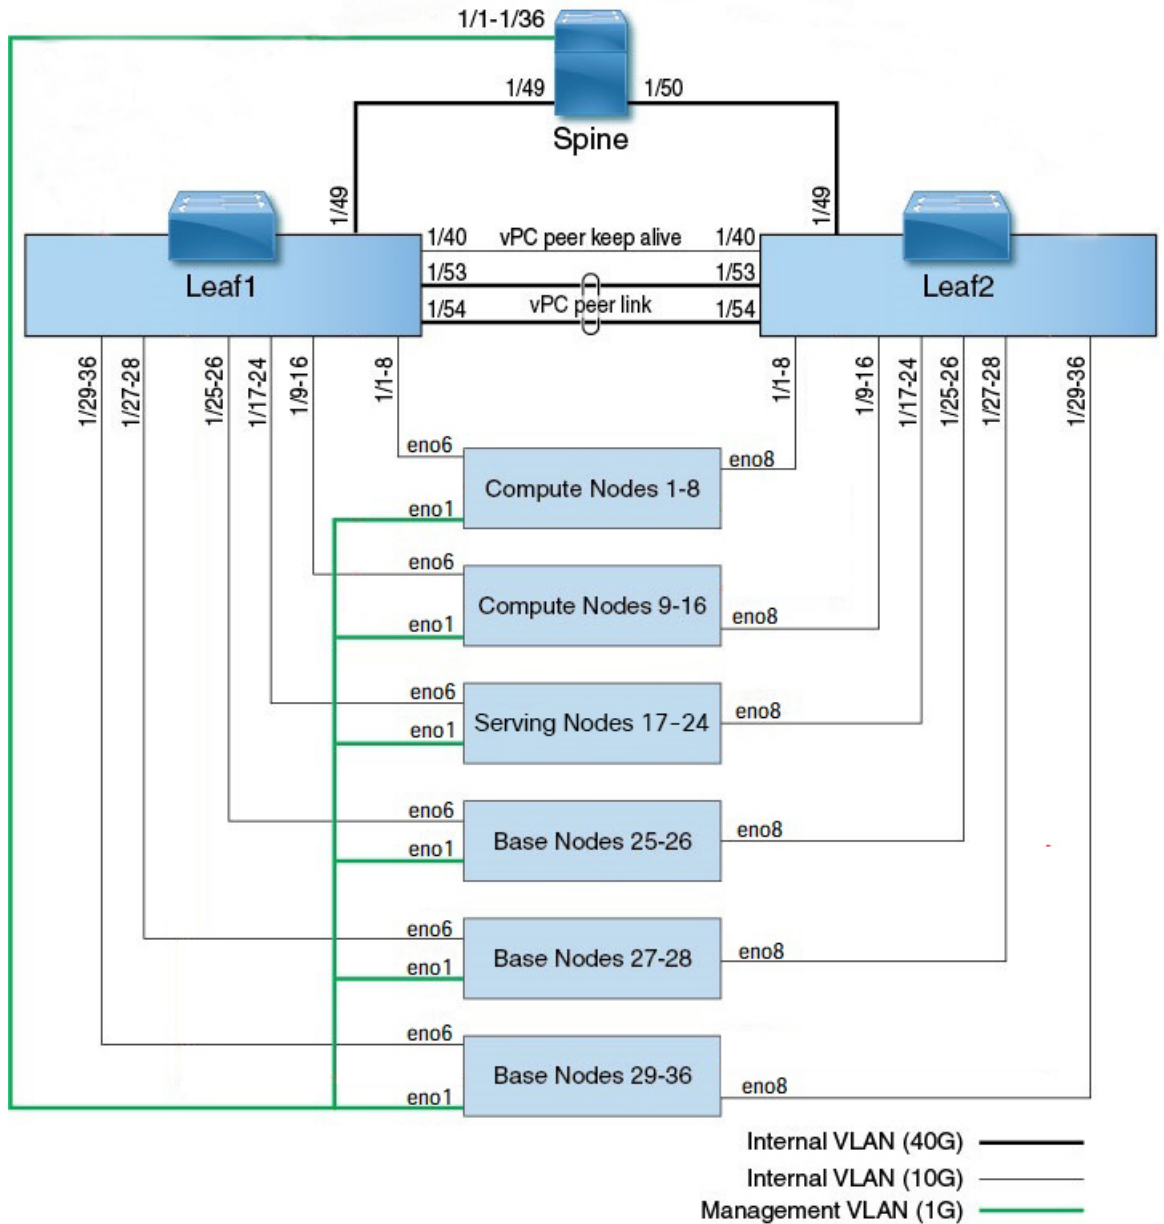 1/1-1/36
1/49
1/50
Spine
1/49
1/49
1/40
vPC peer keep alive
1/40
Leaf1
1/53
1/53
Leaf2
1/54
vPC peer link
1/54
1/29-36
1/27-28
1/25-26
1/17-24
1/9-16
1/1-8
1/1-8
1/9-16
1/17-24
1/25-26
1/27-28
1/29-36
eno6
eno8
Compute Nodes 1-8
eno1
eno6
Compute Nodes 9-16
eno8
eno1
eno6
eno8
Serving Nodes 17-24
eno1
eno6
eno8
Base Nodes 25-26
eno1
eno6
eno8
Base Nodes 27-28
eno1
eno6
Base Nodes 29-36
eno8
eno1
Internal VLAN (40G)
Internal VLAN (10G)
Management VLAN (1G)